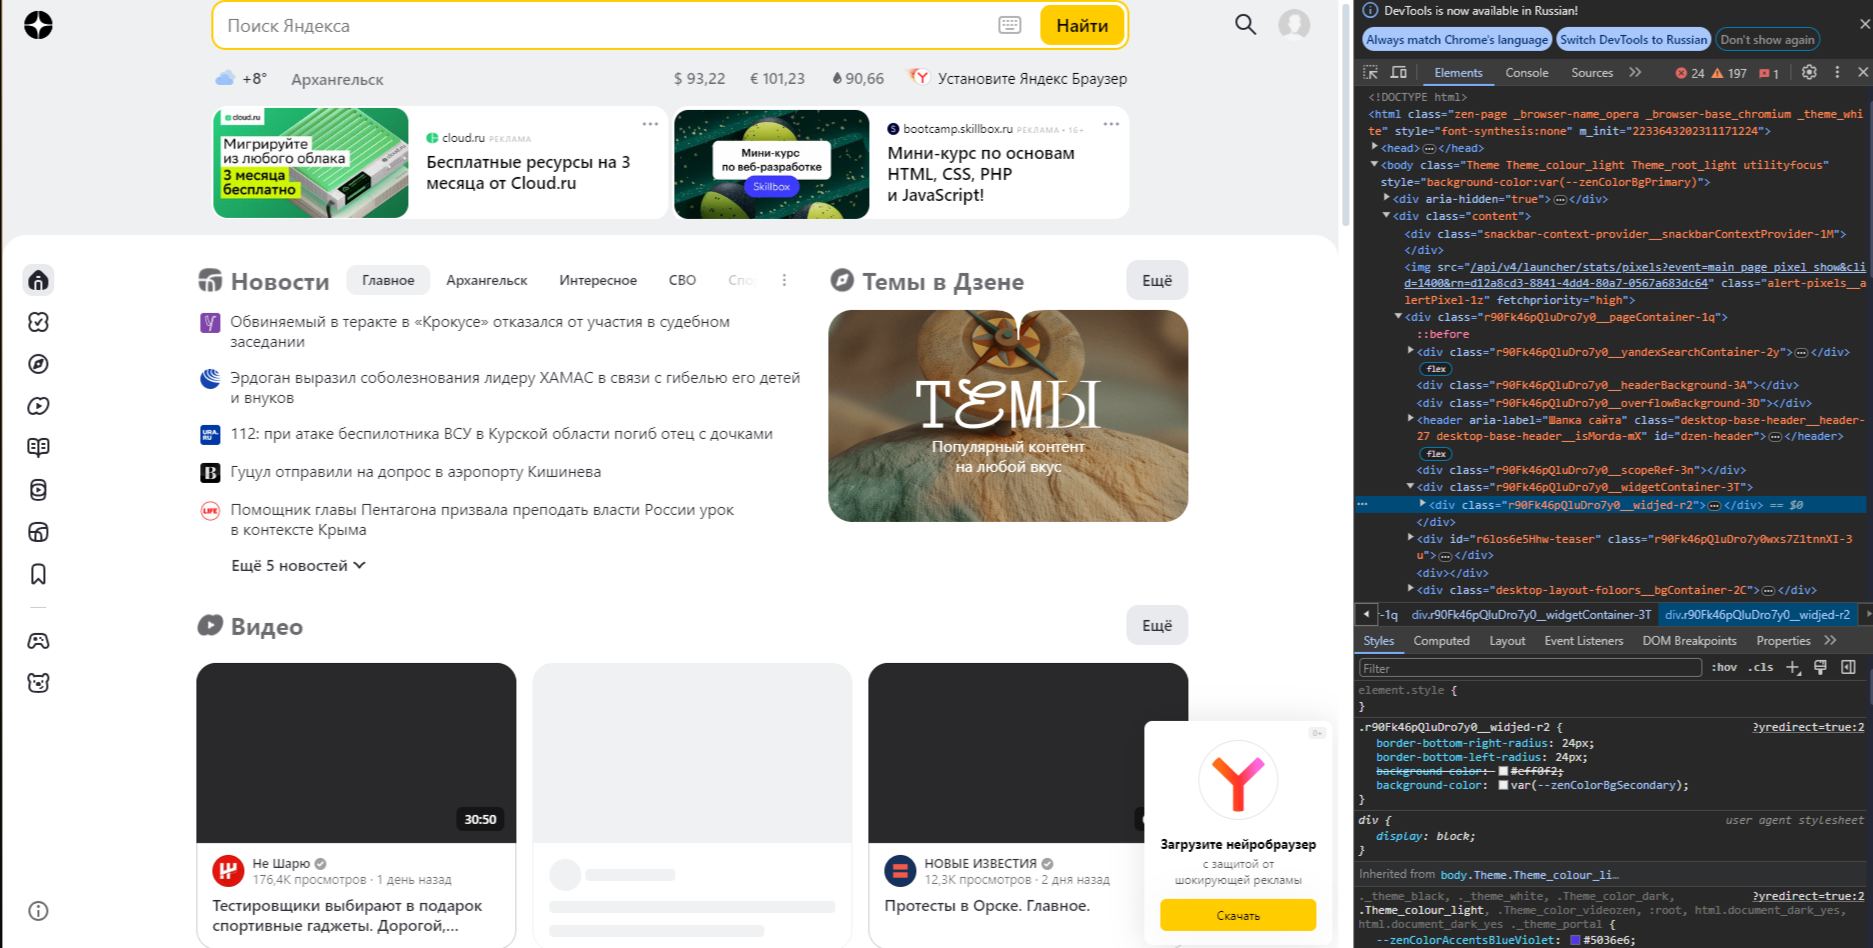 Поиск Яндекса
Найти
+8°
Архангельск
$ 93,22
€ 101,23
90,66
Установите Яндекс Браузер
cloud.ru
Мигрируйте
из любого облака
3 месяца
бесплатно
cloud.ru РЕКЛАМА
Бесплатные ресурсы на 3
месяца от Cloud.ru
Мини-курс
по веб-разработке
Skillbox
bootcamp.skillbox.ru РЕКЛАМА • 16+
Мини-курс по основам
HTML, CSS, PHP
и JavaScript!
Новости
Главное
Архангельск
Интересное
СВО
Спо
Обвиняемый в теракте в «Крокусе» отказался от участия в судебном
заседании
Эрдоган выразил соболезнования лидеру ХАМАС в связи с гибелью его детей
и внуков
URA.RU
112: при атаке беспилотника ВСУ в Курской области погиб отец с дочками
B
Гуцул отправили на допрос в аэропорту Кишинева
LIFE
Помощник главы Пентагона призвала преподать власти России урок
в контексте Крыма
Ещё 5 новостей
Темы в Дзене
Ещё
ТЕМЫ
Популярный контент
на любой вкус
Видео
Ещё
30:50
Не Шарю
176,4K просмотров · 1 день назад
Тестировщики выбирают в подарок
спортивные гаджеты. Дорогой,...
НОВЫЕ ИЗВЕСТИЯ
12,3K просмотров · 2 дня назад
Протесты в Орске. Главное.
0+
Загрузите нейробраузер
с защитой от
шокирующей рекламы
Скачать
DevTools is now available in Russian!
Always match Chrome's language
Switch DevTools to Russian
Don't show again
Elements
Console
Sources
24
197
1
<!DOCTYPE html>
<html class="zen-page _browser-name_opera _browser-base_chromium _theme_whi
te" style="font-synthesis:none" m_init="2233643202311171224">
<head> </head>
<body class="Theme Theme_colour_light Theme_root_light utilityfocus"
style="background-color:var(--zenColorBgPrimary)">
<div aria-hidden="true"> </div>
<div class="content">
<div class="snackbar-context-provider__snackbarContextProvider-1M">
</div>
<img src="/api/v4/launcher/stats/pixels?event=main_page_pixel_show&cli
d=1400&rn=d12a8cd3-8841-4dd4-80a7-0567a683dc64" class="alert-pixels__a
lertPixel-1z" fetchpriority="high">
<div class="r90Fk46pQluDro7y0__pageContainer-1q">
::before
<div class="r90Fk46pQluDro7y0__yandexSearchContainer-2y"> </div>
flex
<div class="r90Fk46pQluDro7y0__headerBackground-3A"></div>
<div class="r90Fk46pQluDro7y0__overflowBackground-3D"></div>
<header aria-label="Шапка сайта" class="desktop-base-header__header-
27 desktop-base-header__isMorda-mX" id="dzen-header"> </header>
flex
<div class="r90Fk46pQluDro7y0__scopeRef-3n"></div>
<div class="r90Fk46pQluDro7y0__widgetContainer-3T">
<div class="r90Fk46pQluDro7y0__widjed-r2"> </div> == $0
</div>
<div id="r6los6e5Hhw-teaser" class="r90Fk46pQluDro7y0wxs7Z1tnnXI-3
u"> </div>
<div></div>
<div class="desktop-layout-foloors__bgContainer-2C"> </div>
-1q
div.r90Fk46pQluDro7y0__widgetContainer-3T
div.r90Fk46pQluDro7y0__widjed-r2
Styles
Computed
Layout
Event Listeners
DOM Breakpoints
Properties
Filter
:hov
.cls
element.style {
}
.r90Fk46pQluDro7y0__widjed-r2 {
?yredirect=true:2
border-bottom-right-radius: 24px;
border-bottom-left-radius: 24px;
background-color: #eff0f2;
background-color: var(--zenColorBgSecondary);
}
div {
user agent stylesheet
display: block;
}
Inherited from body.Theme.Theme_colour_li…
._theme_black, ._theme_white, .Theme_color_dark,
?yredirect=true:2
.Theme_colour_light, .Theme_color_videozen, :root, html.document_dark_yes,
html.document_dark_yes ._theme_portal {
--zenColorAccentsBlueViolet: #5036e6;